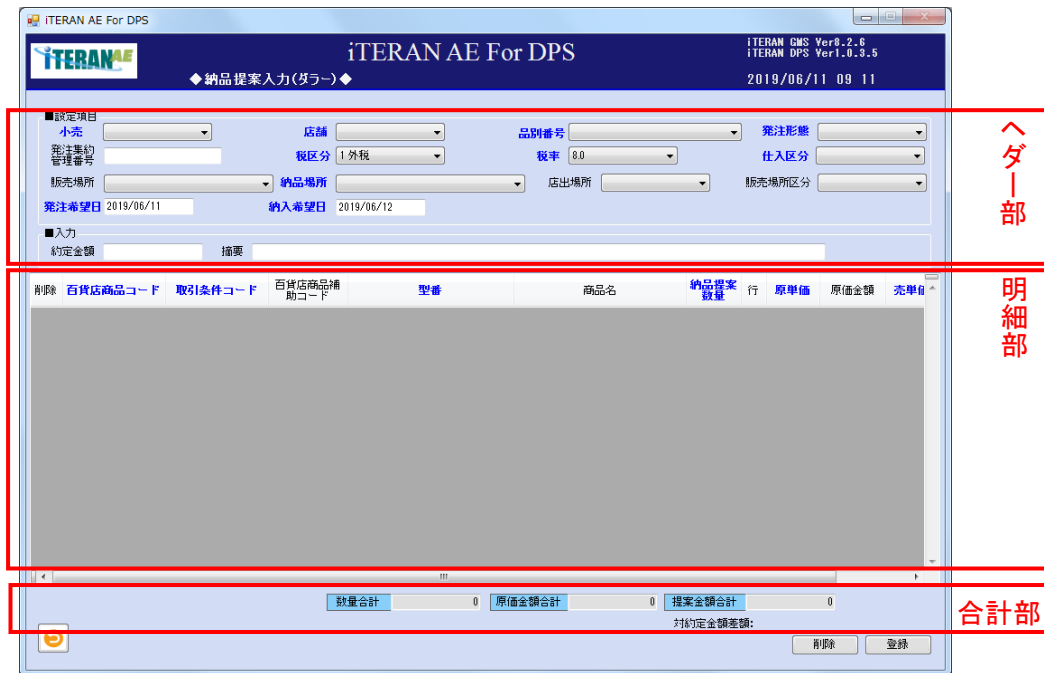 iTERAN AE For DPS
iTERAN AE
iTERAN AE For DPS
iTERAN GMS Ver8.2.6
iTERAN DPS Ver1.0.3.5
◆納品提案入力(ダラー)◆
2019/06/11 09 11
■設定項目
小売 店舗 品別番号 発注形態
発注集約管理番号 税区分 1 外税 税率 8.0 仕入区分
販売場所 納品場所 店出場所 販売場所区分
発注希望日 2019/06/11 納入希望日 2019/06/12
■入力
約定金額 摘要
ヘダー部
削除 百貨店商品コード 取引条件コード 百貨店商品補助コード 型番 商品名 納品提案数量 行 原単価 原価金額 売単価
明細部
数量合計 0 原価金額合計 0 提案金額合計 0
対約定金額差額:
合計部
削除 登録